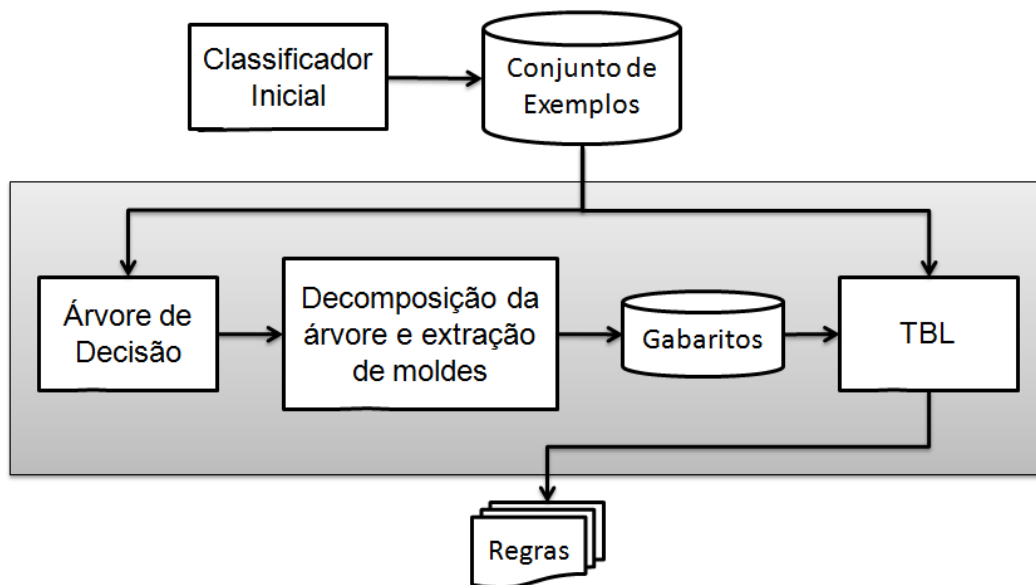 Classificador
Inicial
Conjunto de
Exemplos
Árvore de
Decisão
Decomposição da
árvore e extração
de moldes
Gabaritos
TBL
Regras